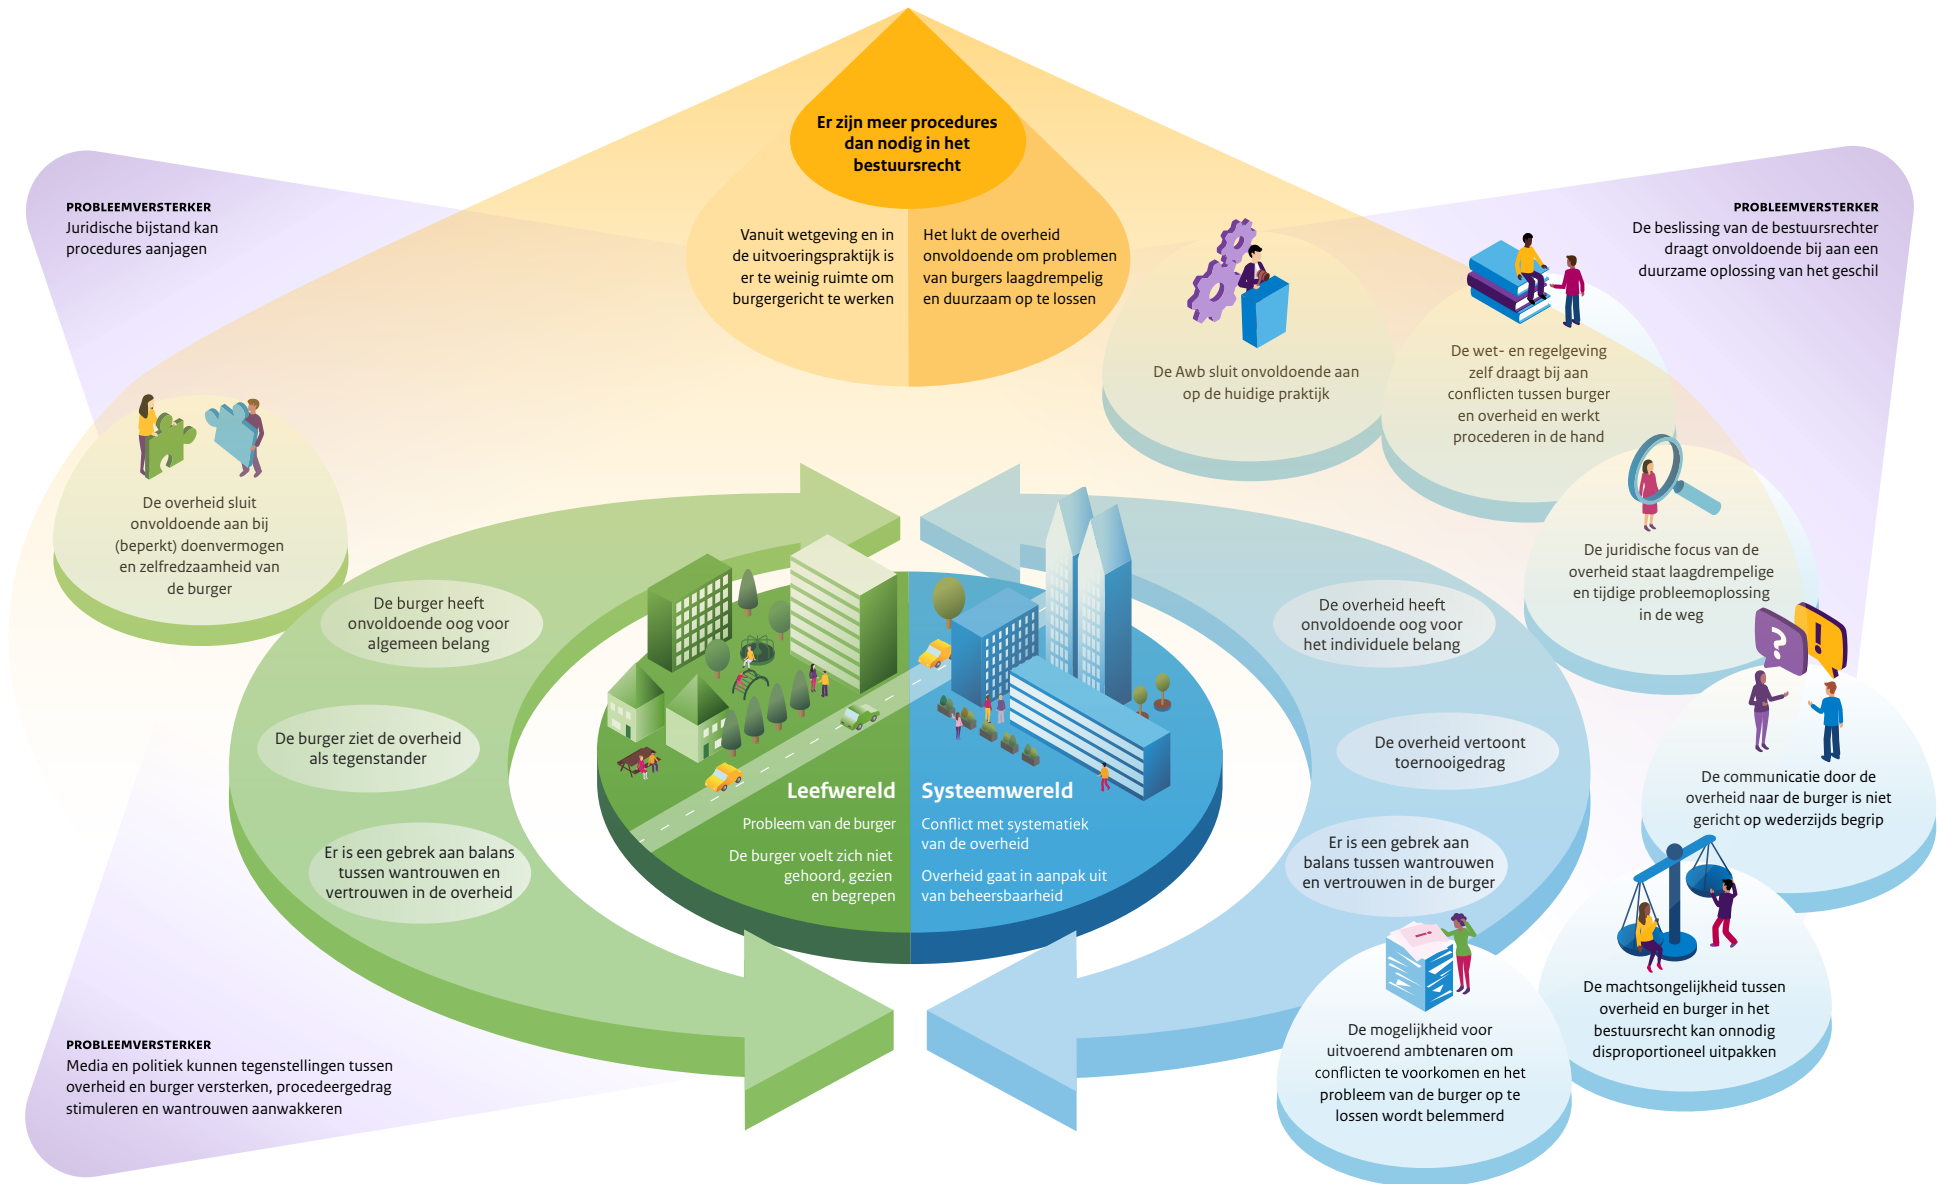 Er zijn meer procedures
dan nodig in het
bestuursrecht
Vanuit wetgeving en in
de uitvoeringspraktijk is
er te weinig ruimte om
burgergericht te werken
Het lukt de overheid
onvoldoende om problemen
van burgers laagdrempelig
en duurzaam op te lossen
PROBLEEMVERSTERKER
Juridische bijstand kan
procedures aanjagen
PROBLEEMVERSTERKER
De beslissing van de bestuursrechter
draagt onvoldoende bij aan een
duurzame oplossing van het geschil
De Awb sluit onvoldoende aan
op de huidige praktijk
De wet- en regelgeving
zelf draagt bij aan
conflicten tussen burger
en overheid en werkt
procederen in de hand
De overheid sluit
onvoldoende aan bij
(beperkt) doenvermogen
en zelfredzaamheid van
de burger
De juridische focus van de
overheid staat laagdrempelige
en tijdige probleemoplossing
in de weg
De burger heeft
onvoldoende oog voor
algemeen belang
De burger ziet de overheid
als tegenstander
Er is een gebrek aan balans
tussen wantrouwen en
vertrouwen in de overheid
Leefwereld
Probleem van de burger
De burger voelt zich niet
gehoord, gezien
en begrepen
Systeemwereld
Conflict met systematiek
van de overheid
Overheid gaat in aanpak uit
van beheersbaarheid
De overheid heeft
onvoldoende oog voor
het individuele belang
De overheid vertoont
toernooigedrag
Er is een gebrek aan
balans tussen wantrouwen
en vertrouwen in de burger
?
!
De communicatie door de
overheid naar de burger is niet
gericht op wederzijds begrip
De machtsongelijkheid tussen
overheid en burger in het
bestuursrecht kan onnodig
disproportioneel uitpakken
!
De mogelijkheid voor
uitvoerend ambtenaren om
conflicten te voorkomen en het
probleem van de burger op te
lossen wordt belemmerd
PROBLEEMVERSTERKER
Media en politiek kunnen tegenstellingen tussen
overheid en burger versterken, procedeergedrag
stimuleren en wantrouwen aanwakkeren